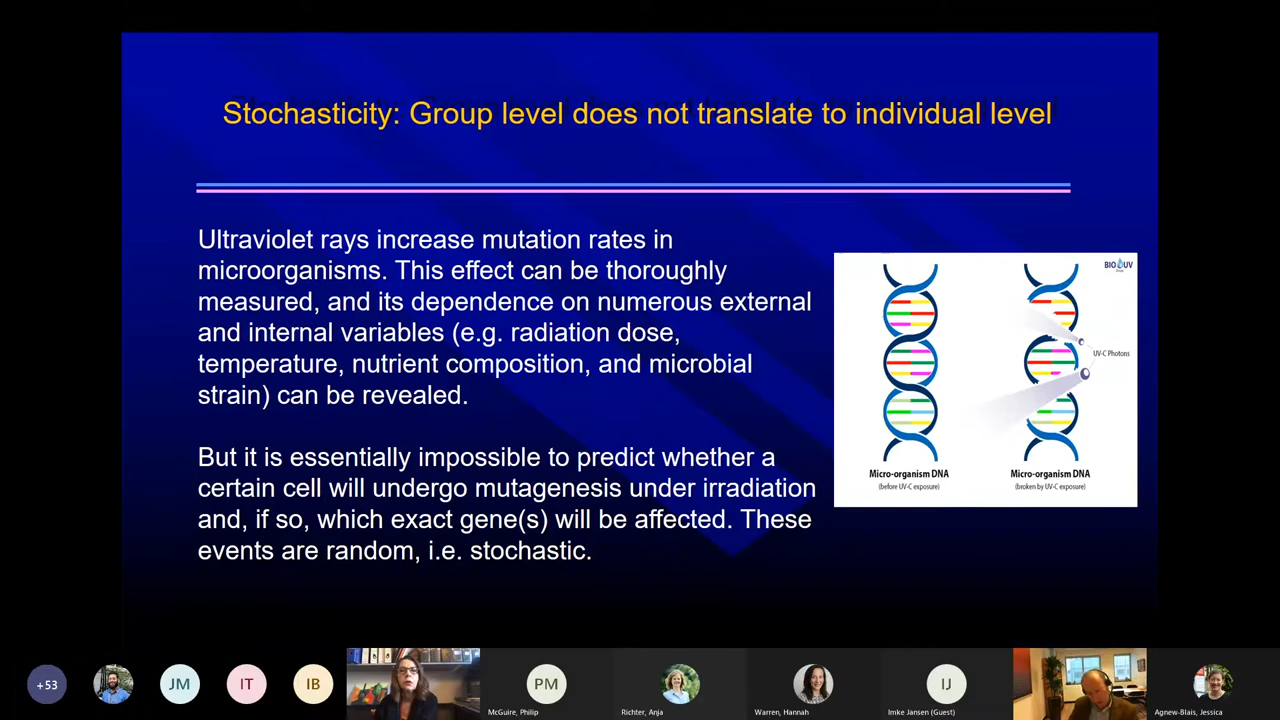 Stochasticity: Group level does not translate to individual level
Ultraviolet rays increase mutation rates in
microorganisms. This effect can be thoroughly
measured, and its dependence on numerous external
and internal variables (e.g. radiation dose,
temperature, nutrient composition, and microbial
strain) can be revealed.
But it is essentially impossible to predict whether a
certain cell will undergo mutagenesis under irradiation
and, if so, which exact gene(s) will be affected. These
events are random, i.e. stochastic.
BIO UV
UV-C Photons
Micro-organism DNA
(before UV-C exposure)
Micro-organism DNA
(broken by UV-C exposure)
+53
JM
IT
IB
PM
McGuire, Philip
Richter, Anja
Warren, Hannah
IJ
Imke Jansen (Guest)
Agnew-Blais, Jessica